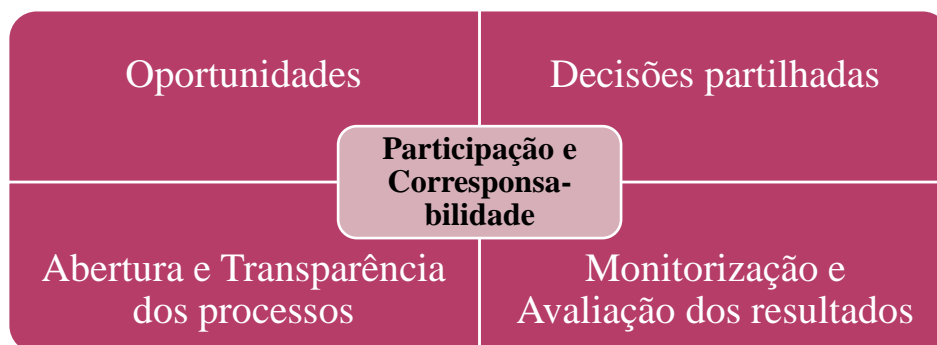 Oportunidades
Decisões partilhadas
Participação e
Corresponsa-
bilidade
Abertura e Transparência
dos processos
Monitorização e
Avaliação dos resultados